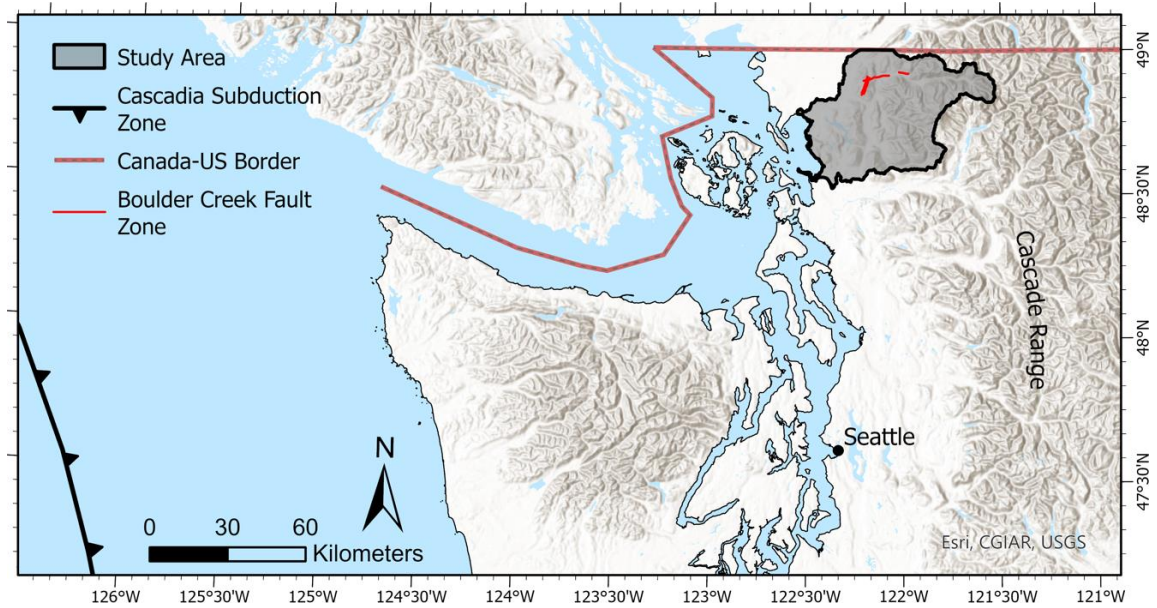 Study Area
Cascadia Subduction
Zone
Canada-US Border
Boulder Creek Fault
Zone
N
0 30 60
Kilometers
Seattle
Cascade Range
Esri, CGIAR, USGS
49°N
48°30'N
48°N
47°30'N
126°W 125°30'W 125°W 124°30'W 124°W 123°30'W 123°W 122°30'W 122°W 121°30'W 121°W